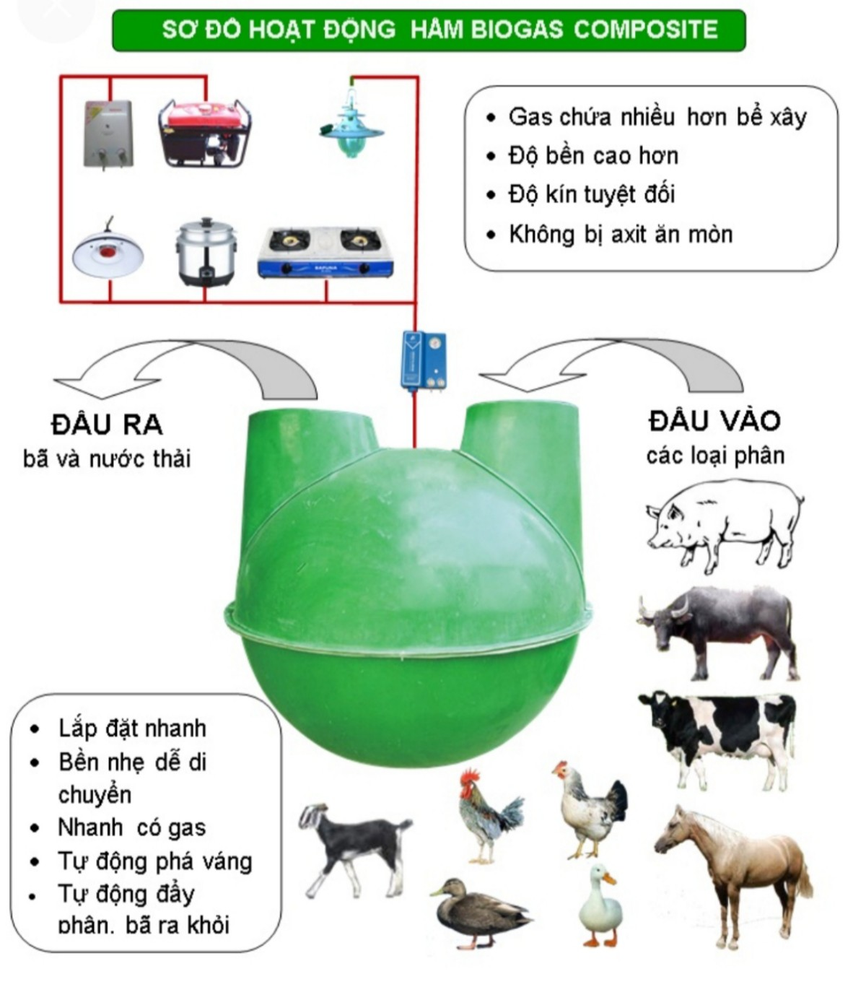 SƠ ĐỒ HOẠT ĐỘNG HẦM BIOGAS COMPOSITE
• Gas chứa nhiều hơn bể xây
• Độ bền cao hơn
• Độ kín tuyệt đối
• Không bị axit ăn mòn
ĐẦU RA
bã và nước thải
ĐẦU VÀO
các loại phân
• Lắp đặt nhanh
• Bền nhẹ dễ di
chuyển
• Nhanh có gas
• Tự động phá váng
• Tự động đẩy
phân, bã ra khỏi